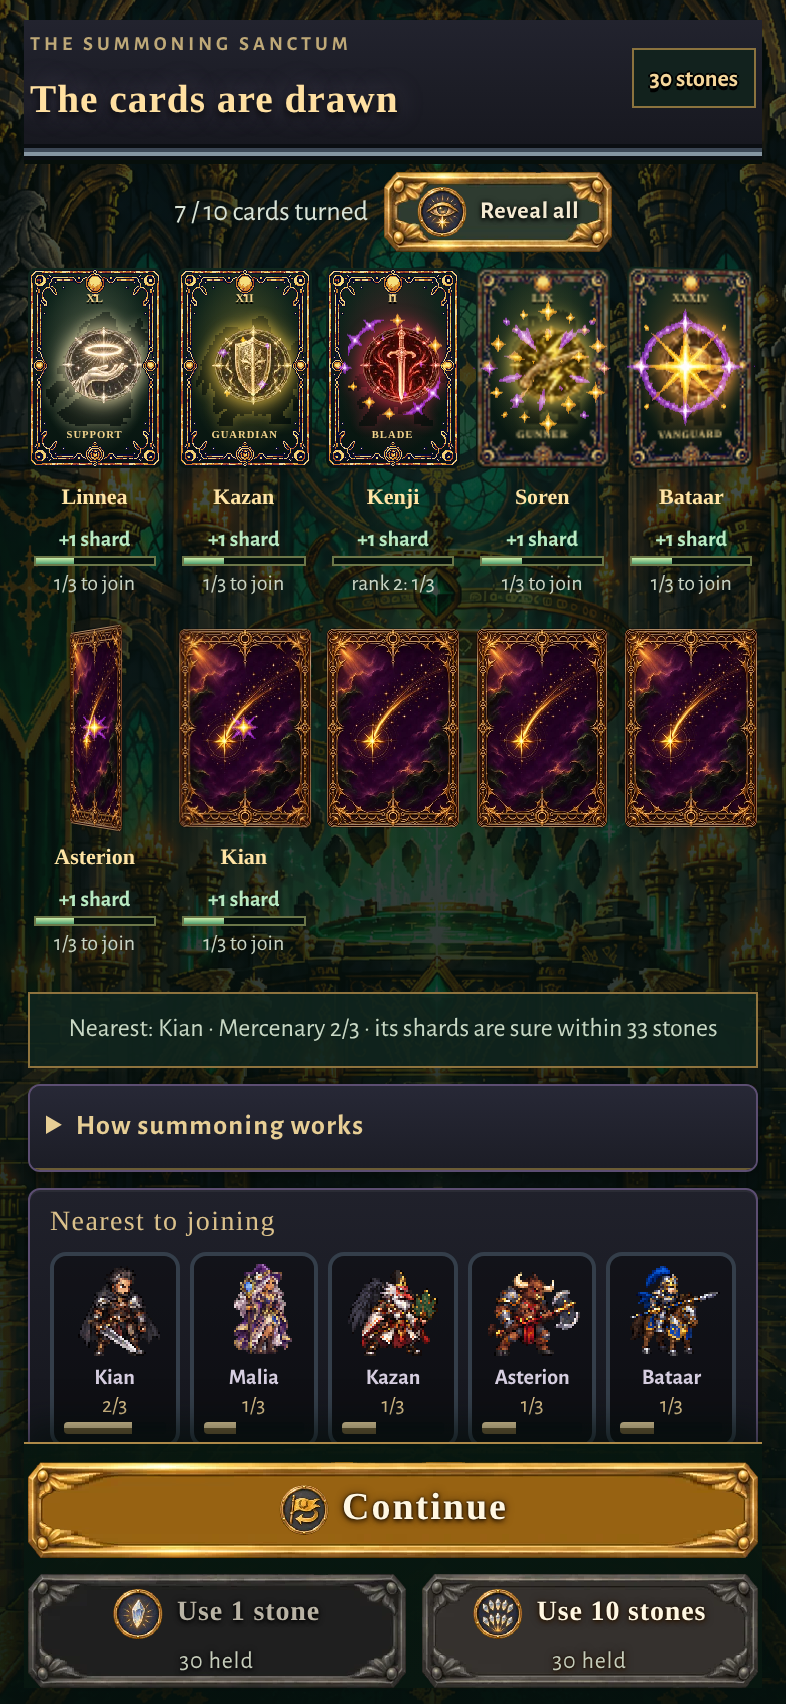 THE SUMMONING SANCTUM
The cards are drawn
30 stones
7 / 10 cards turned
Reveal all
XL
XII
II
LIX
XXXIV
SUPPORT
GUARDIAN
BLADE
GUNNER
VANGUARD
Linnea
Kazan
Kenji
Soren
Bataar
+1 shard
+1 shard
+1 shard
+1 shard
+1 shard
1/3 to join
1/3 to join
rank 2: 1/3
1/3 to join
1/3 to join
Asterion
Kian
+1 shard
+1 shard
1/3 to join
1/3 to join
Nearest: Kian · Mercenary 2/3 · its shards are sure within 33 stones
How summoning works
Nearest to joining
Kian
Malia
Kazan
Asterion
Bataar
2/3
1/3
1/3
1/3
1/3
Continue
Use 1 stone
30 held
Use 10 stones
30 held